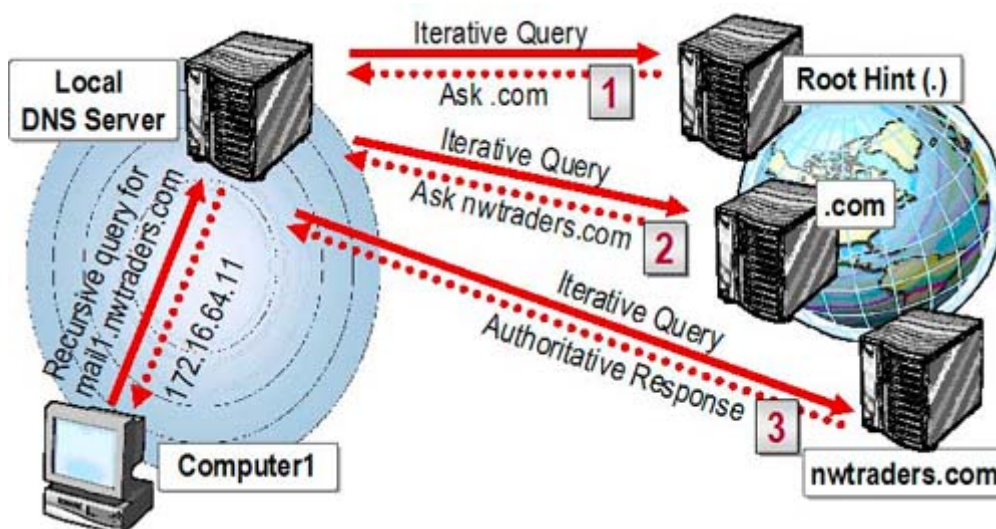 Iterative Query
1
Ask .com
Local
DNS Server
Root Hint (.)
Iterative Query
Ask nwtraders.com
2
.com
Recursive query for
mail1.nwtraders.com
172.16.64.11
Iterative Query
Authoritative Response
3
Computer1
nwtraders.com